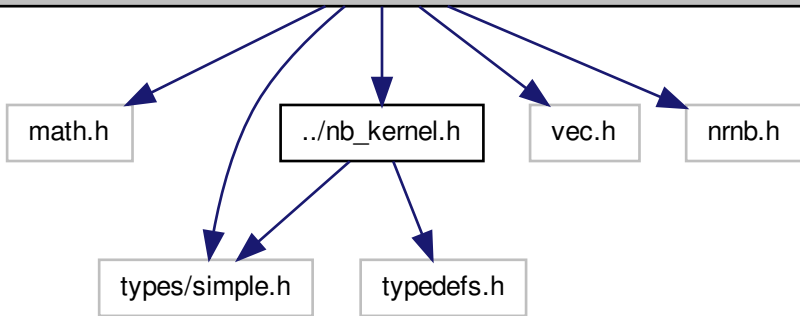 math.h
../nb_kernel.h
vec.h
nrnb.h
types/simple.h
typedefs.h